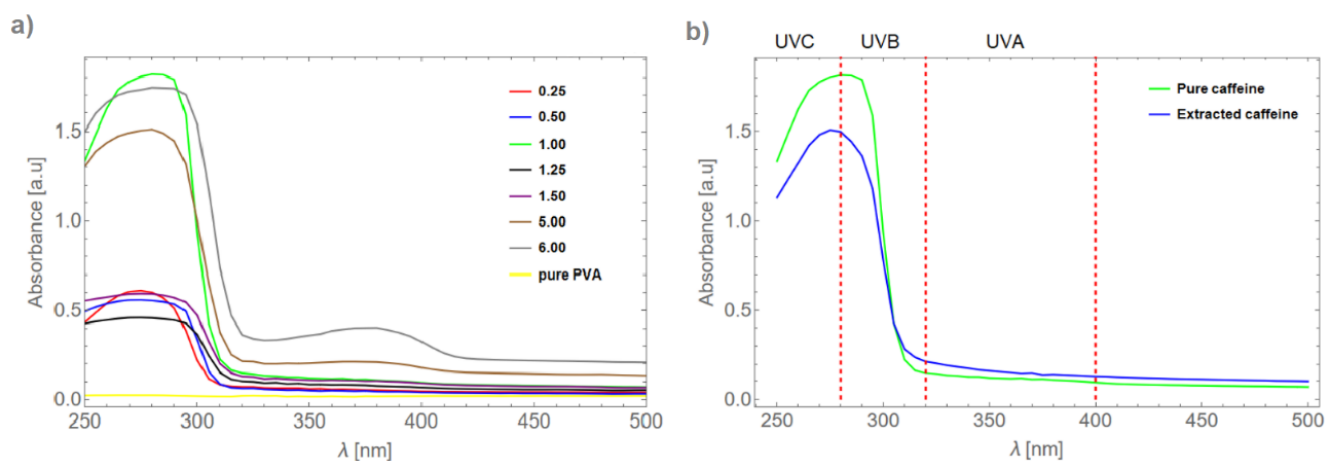 a)
Absorbance [a.u]
1.5
1.0
0.5
0.0
250 300 350 400 450 500
λ [nm]
0.25
0.50
1.00
1.25
1.50
5.00
6.00
pure PVA
b)
UVC UVB UVA
Absorbance [a.u]
1.5
1.0
0.5
0.0
250 300 350 400 450 500
λ [nm]
Pure caffeine
Extracted caffeine